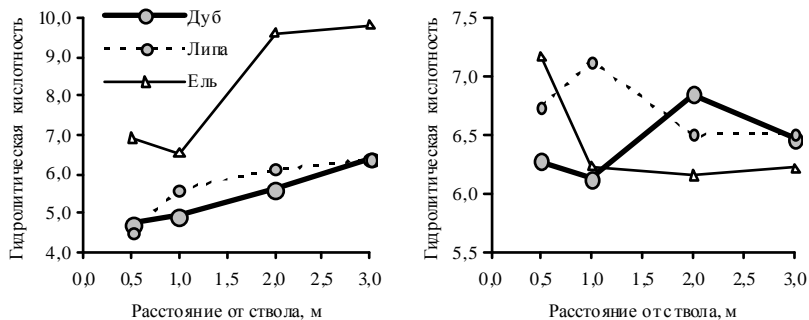 Гидролитическая кислотность
10,0
9,0
8,0
7,0
6,0
5,0
4,0
Дуб
Липа
Ель
0,0 0,5 1,0 1,5 2,0 2,5 3,0
Расстояние от ствола, м
Гидролитическая кислотность
7,5
7,0
6,5
6,0
5,5
0,0 0,5 1,0 1,5 2,0 2,5 3,0
Расстояние от ствола, м